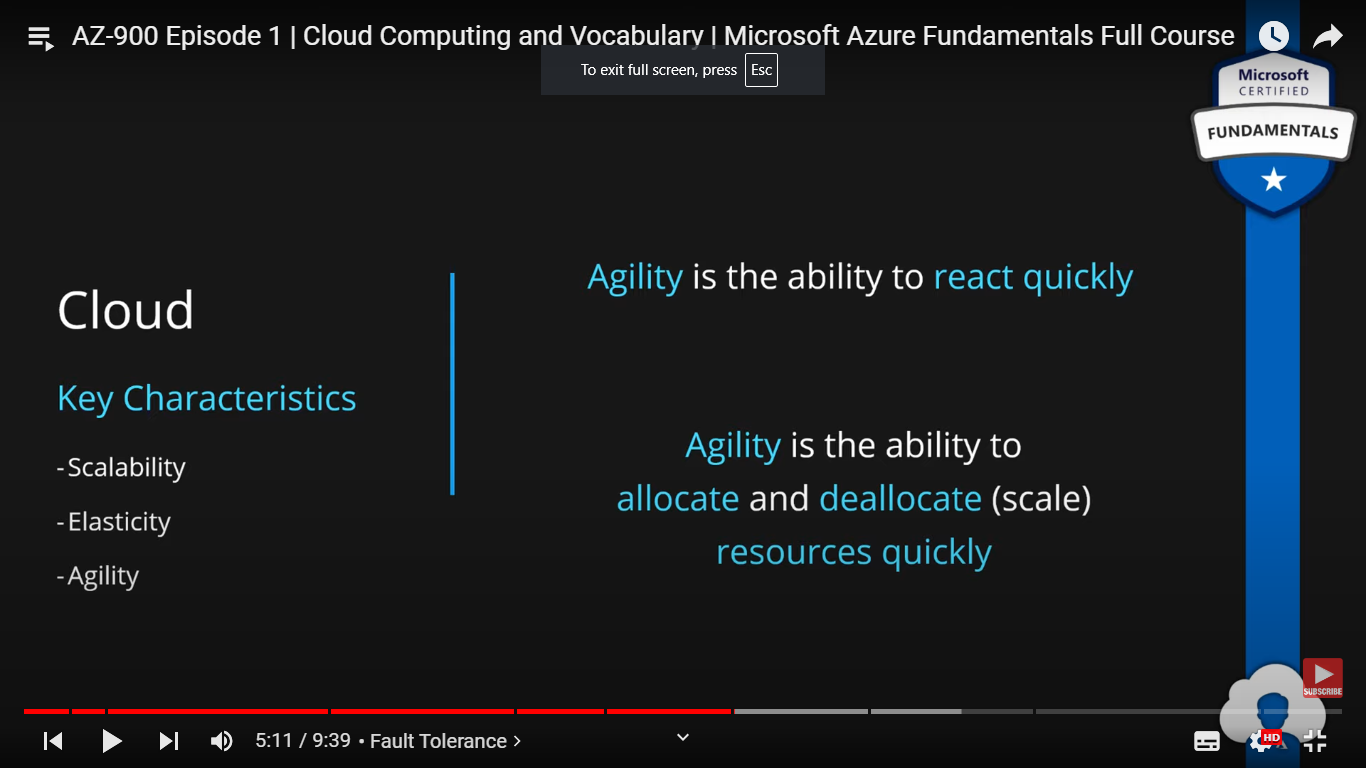 AZ-900 Episode 1 | Cloud Computing and Vocabulary | Microsoft Azure Fundamentals Full Course
To exit full screen, press Esc
Microsoft
CERTIFIED
FUNDAMENTALS
Cloud
Key Characteristics
-Scalability
-Elasticity
-Agility
Agility is the ability to react quickly
Agility is the ability to
allocate and deallocate (scale)
resources quickly
SUBSCRIBE
5:11 / 9:39 • Fault Tolerance >
HD